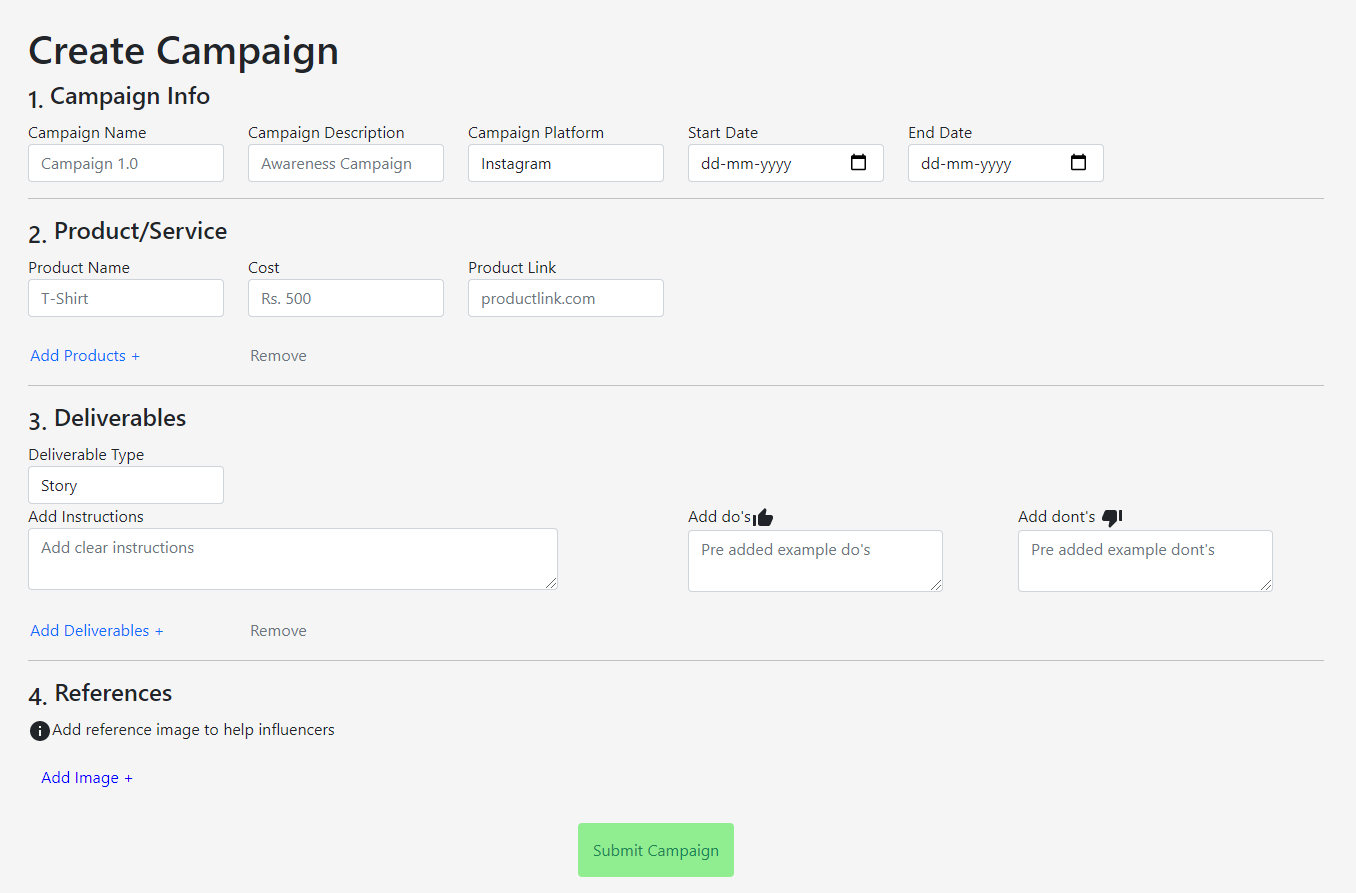 Create Campaign
1. Campaign Info
Campaign Name Campaign Description Campaign Platform Start Date End Date
Campaign 1.0 Awareness Campaign Instagram dd-mm-yyyy dd-mm-yyyy
2. Product/Service
Product Name Cost Product Link
T-Shirt Rs. 500 productlink.com
Add Products + Remove
3. Deliverables
Deliverable Type
Story
Add Instructions Add do's Add dont's
Add clear instructions Pre added example do's Pre added example dont's
Add Deliverables + Remove
4. References
Add reference image to help influencers
Add Image +
Submit Campaign